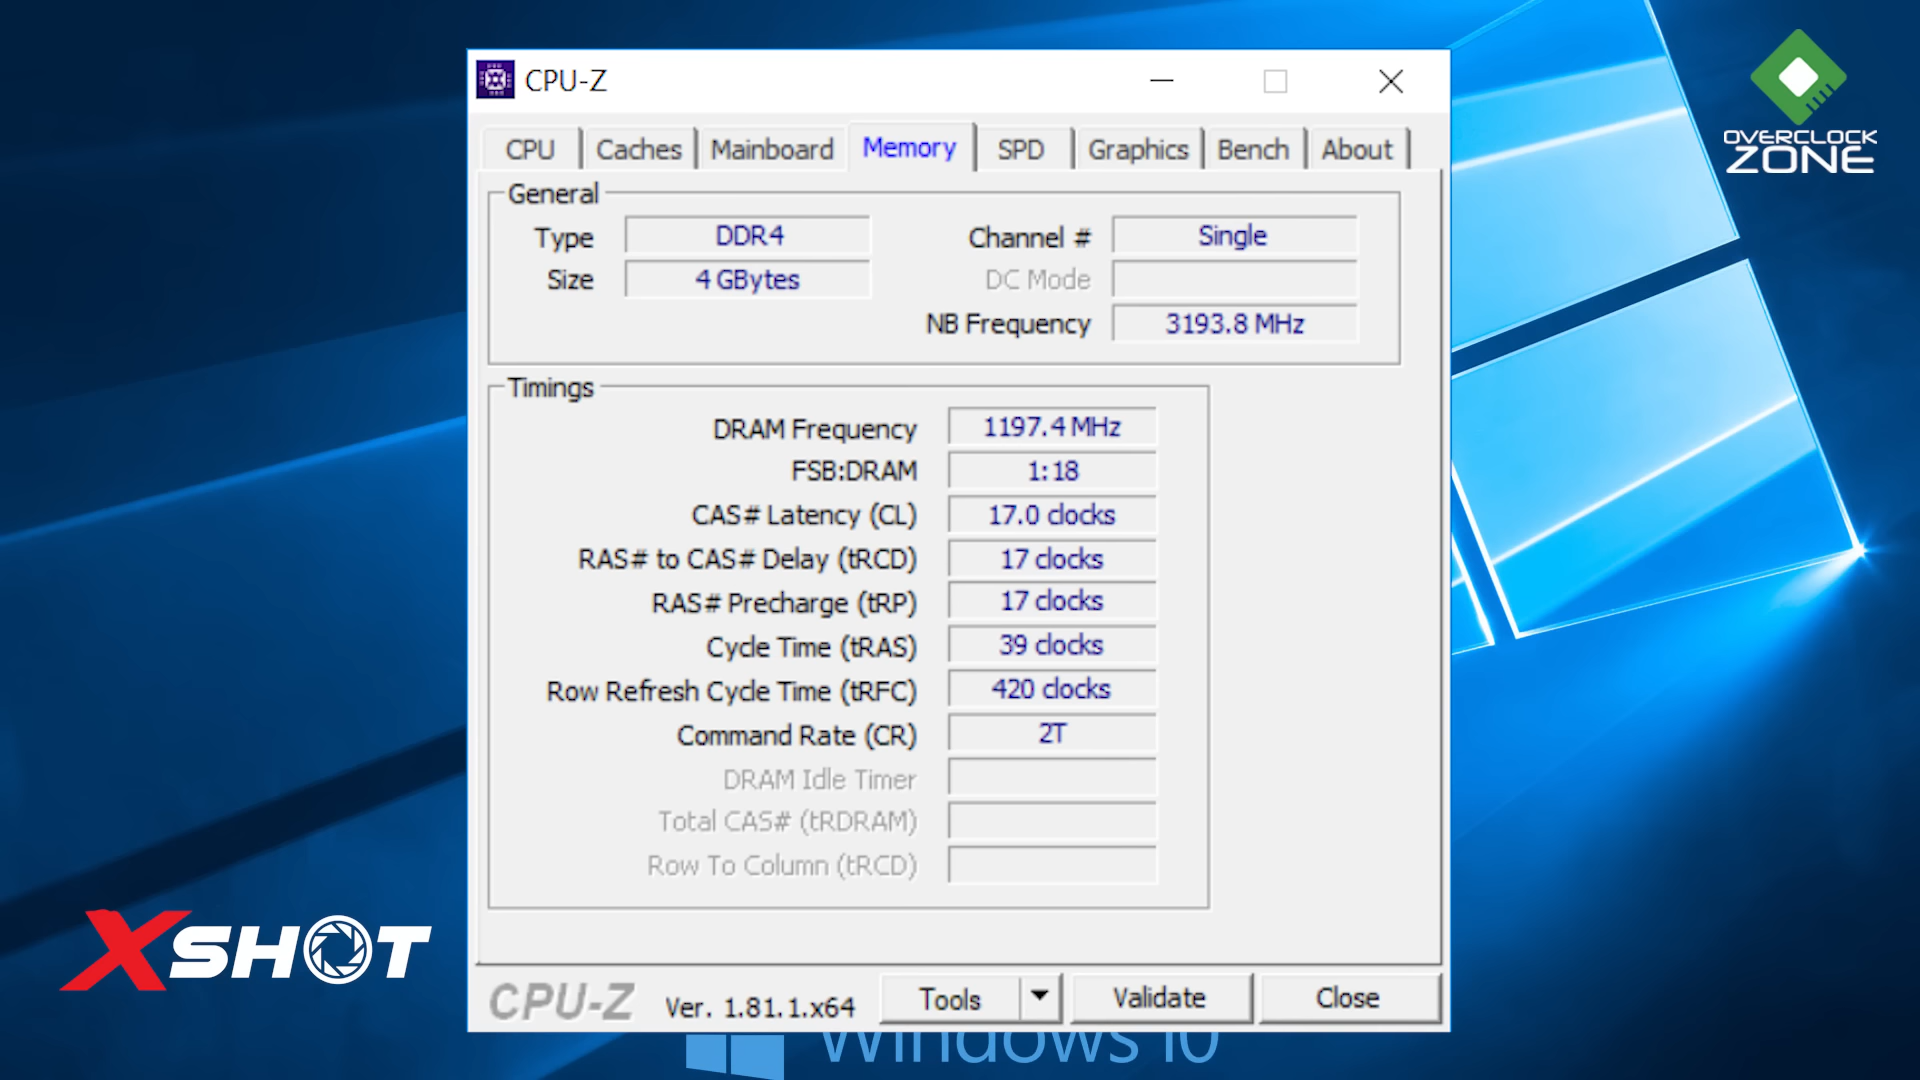 CPU-Z
OVERCLOCK
ZONE
CPU Caches Mainboard Memory SPD Graphics Bench About
General
Type DDR4 Channel # Single
Size 4 GBytes DC Mode
NB Frequency 3193.8 MHz
Timings
DRAM Frequency 1197.4 MHz
FSB:DRAM 1:18
CAS# Latency (CL) 17.0 clocks
RAS# to CAS# Delay (tRCD) 17 clocks
RAS# Precharge (tRP) 17 clocks
Cycle Time (tRAS) 39 clocks
Row Refresh Cycle Time (tRFC) 420 clocks
Command Rate (CR) 2T
DRAM Idle Timer
Total CAS# (tRDRAM)
Row To Column (tRCD)
XSHOT
CPU-Z Ver. 1.81.1.x64 Tools Validate Close
Windows 10